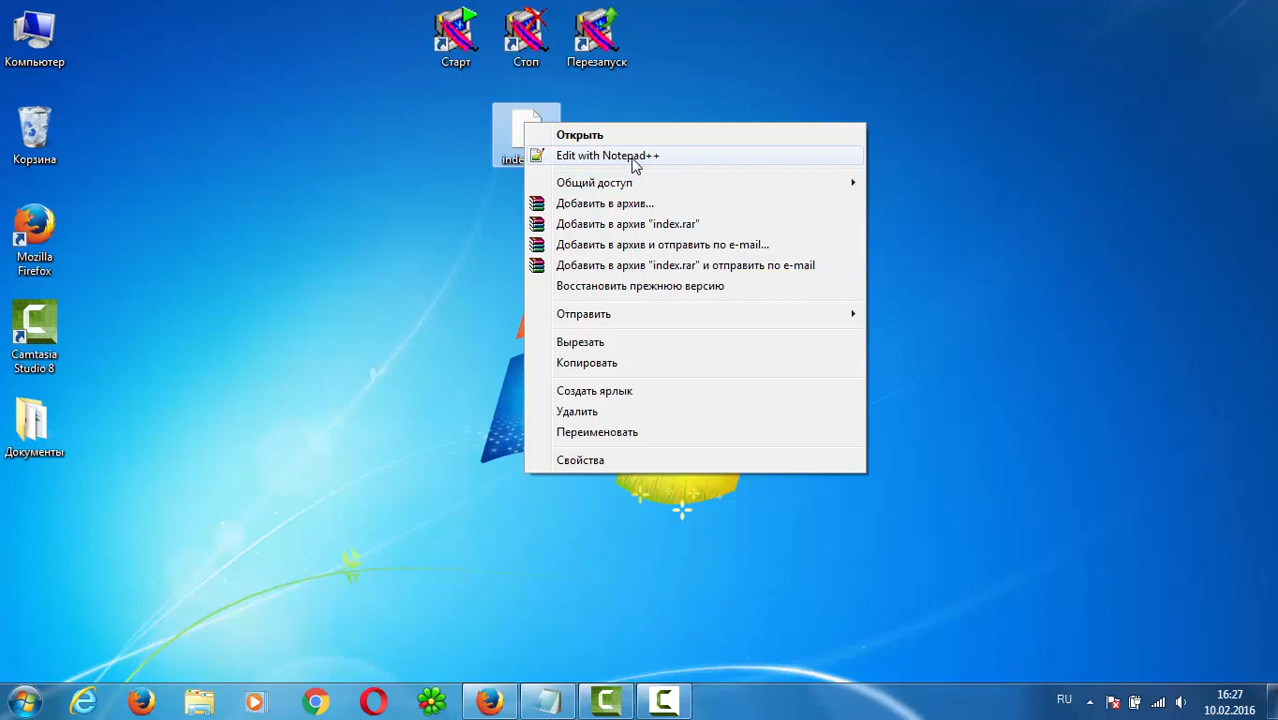 Компьютер
Корзина
Mozilla
Firefox
Camtasia
Studio 8
Документы
Старт
Стоп
Перезапуск
Открыть
Edit with Notepad++
Общий доступ
Добавить в архив...
Добавить в архив "index.rar"
Добавить в архив и отправить по e-mail...
Добавить в архив "index.rar" и отправить по e-mail
Восстановить прежнюю версию
Отправить
Вырезать
Копировать
Создать ярлык
Удалить
Переименовать
Свойства
RU
16:27
10.02.2016